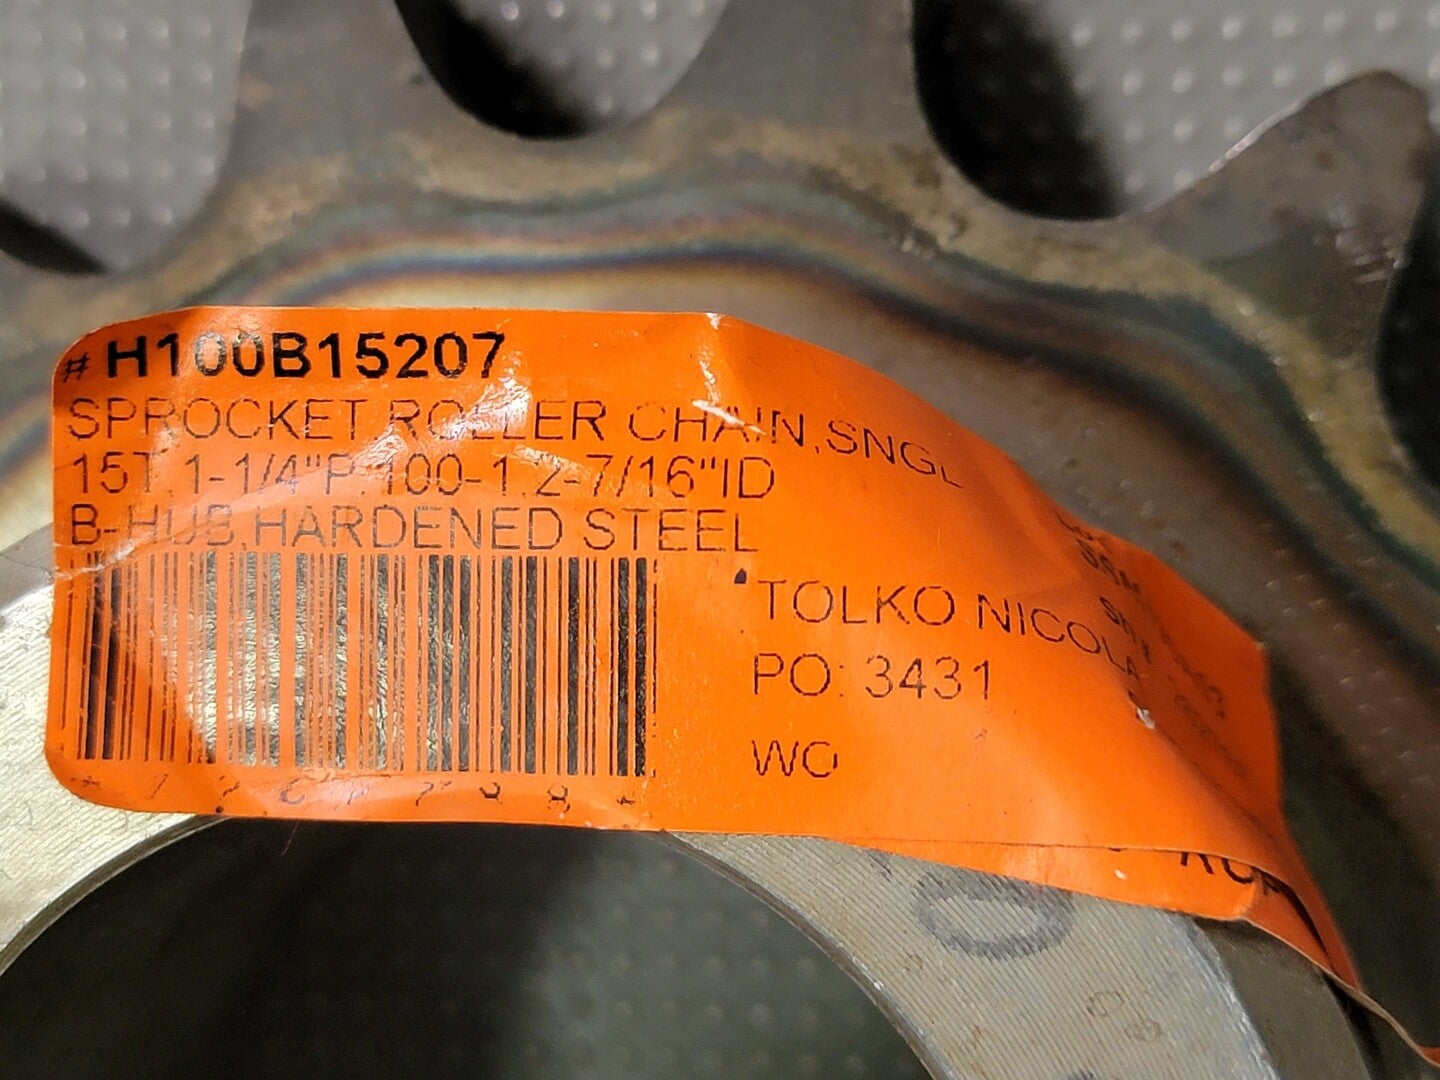 # H100B15207
SPROCKET ROLLER CHAIN,SNGL
15T,1-1/4"P,100-1,2-7/16"ID
B-HUB,HARDENED STEEL
TOLKO NICOLA
PO: 3431
WO